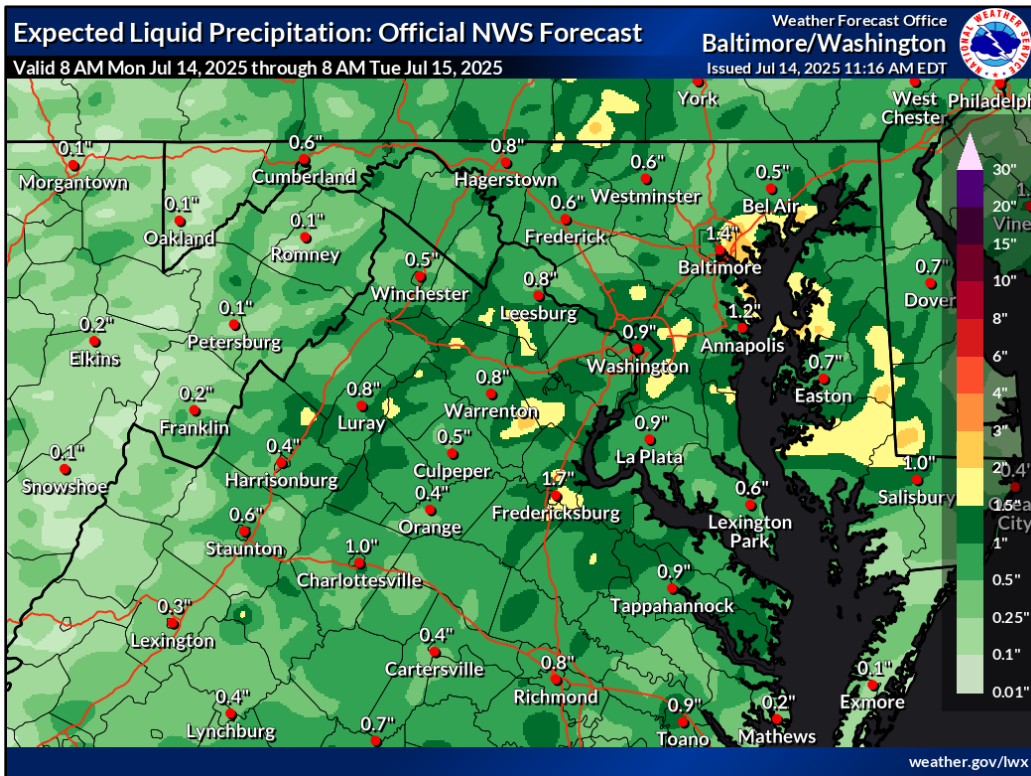 Expected Liquid Precipitation: Official NWS Forecast
Valid 8 AM Mon Jul 14, 2025 through 8 AM Tue Jul 15, 2025
Weather Forecast Office
Baltimore/Washington
Issued Jul 14, 2025 11:16 AM EDT
NATIONAL WEATHER SERVICE
York
West Chester
Philadelph
0.1"
Morgantown
0.6"
Cumberland
0.8"
Hagerstown
0.6"
Westminster
0.5"
Bel Air
0.1"
Oakland
0.1"
Romney
0.6"
Frederick
1.4"
Baltimore
Vine
0.5"
Winchester
0.8"
Leesburg
0.7"
Dover
0.2"
Elkins
0.1"
Petersburg
0.9"
Washington
1.2"
Annapolis
0.2"
Franklin
0.8"
Luray
0.8"
Warrenton
0.7"
Easton
0.1"
Snowshoe
0.4"
Harrisonburg
0.5"
Culpeper
0.9"
La Plata
1.0"
Salisbury
0.4"
City
0.6"
Staunton
0.4"
Orange
1.7"
Fredericksburg
0.6"
Lexington
Park
1.0"
Charlottesville
0.9"
Tappahannock
0.3"
Lexington
0.4"
Cartersville
0.8"
Richmond
0.1"
Exmore
0.4"
Lynchburg
0.7"
0.9"
Toano
0.2"
Mathews
30"
20"
15"
10"
8"
6"
4"
3"
2"
1.5"
1"
0.5"
0.25"
0.1"
0.01"
weather.gov/lwx